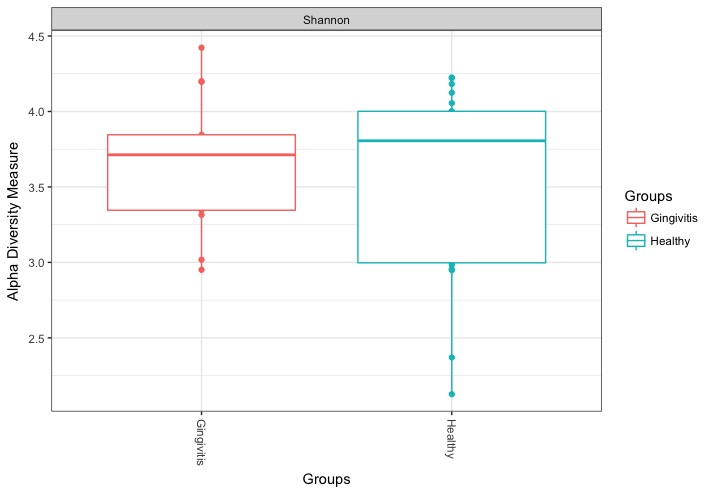 Shannon
4.5
4.0
3.5
3.0
2.5
Alpha Diversity Measure
Gingivitis
Healthy
Groups
Groups
Gingivitis
Healthy